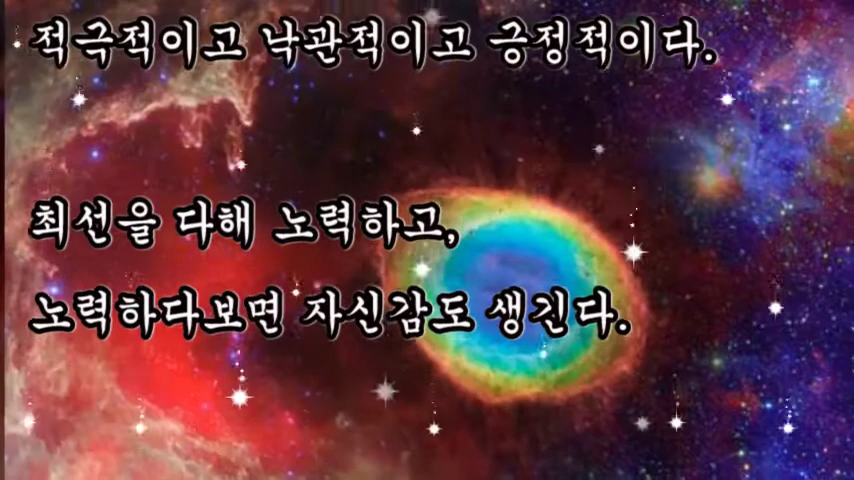 적극적이고 낙관적이고 긍정적이다.
최선을 다해 노력하고,
노력하다보면 자신감도 생긴다.